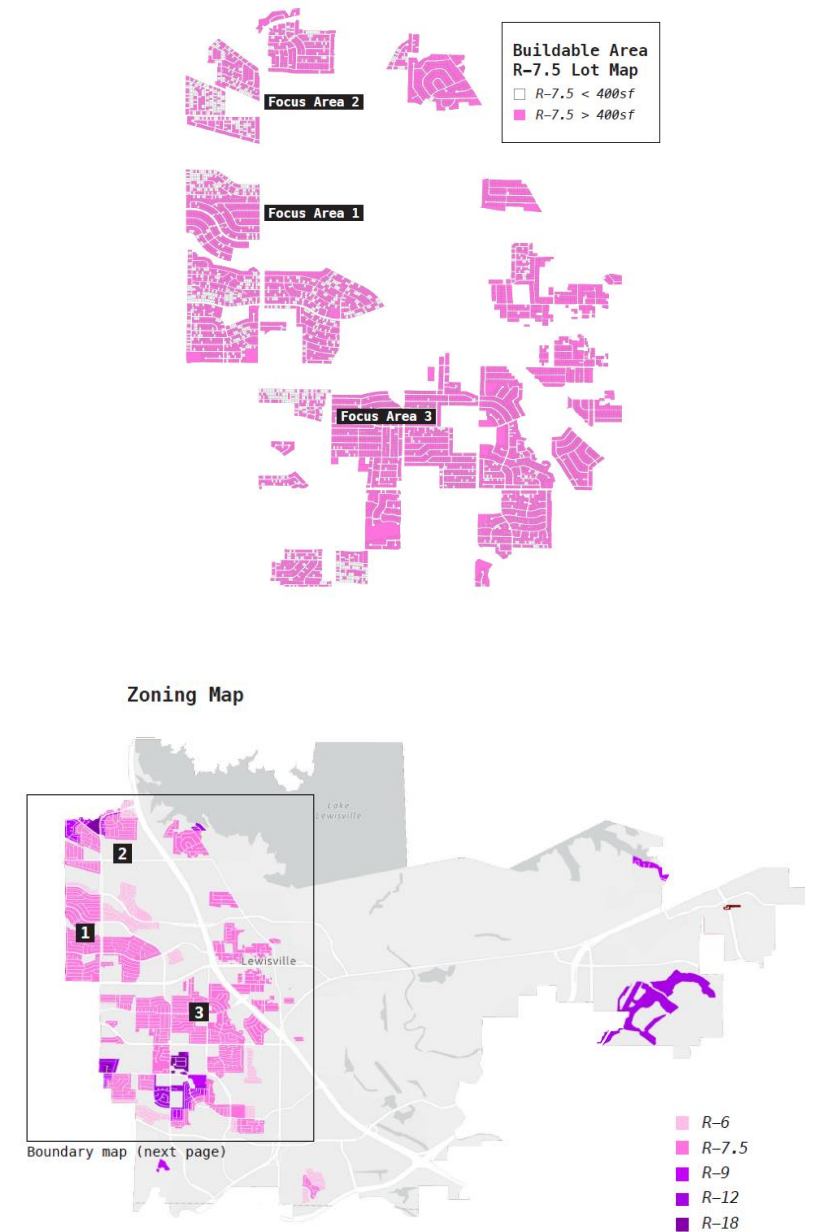 Buildable Area
R-7.5 Lot Map
R-7.5 < 400sf
R-7.5 > 400sf
Focus Area 2
Focus Area 1
Focus Area 3
Zoning Map
Lake
Lewisville
2
1
Lewisville
3
R-6
R-7.5
Boundary map (next page)
R-9
R-12
R-18